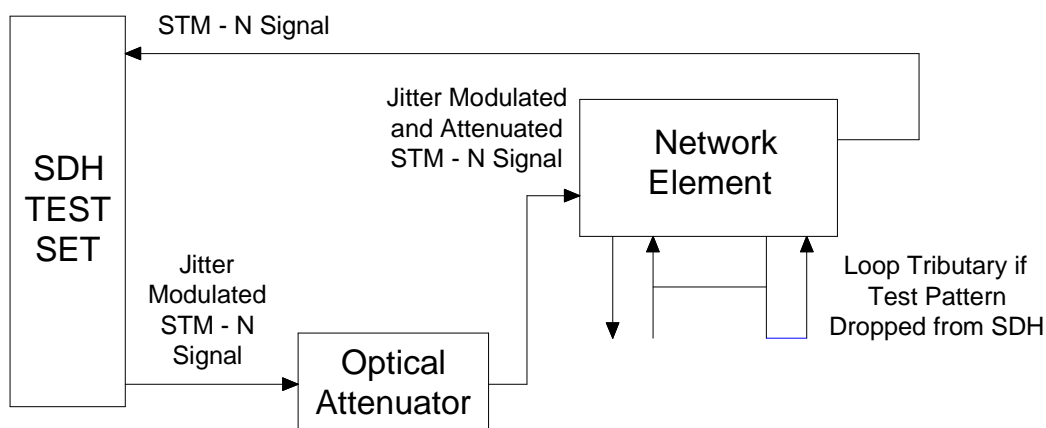 STM - N Signal
Jitter Modulated
and Attenuated
STM - N Signal
Network
Element
SDH
TEST
SET
Jitter
Modulated
STM - N
Signal
Loop Tributary if
Test Pattern
Dropped from SDH
Optical
Attenuator